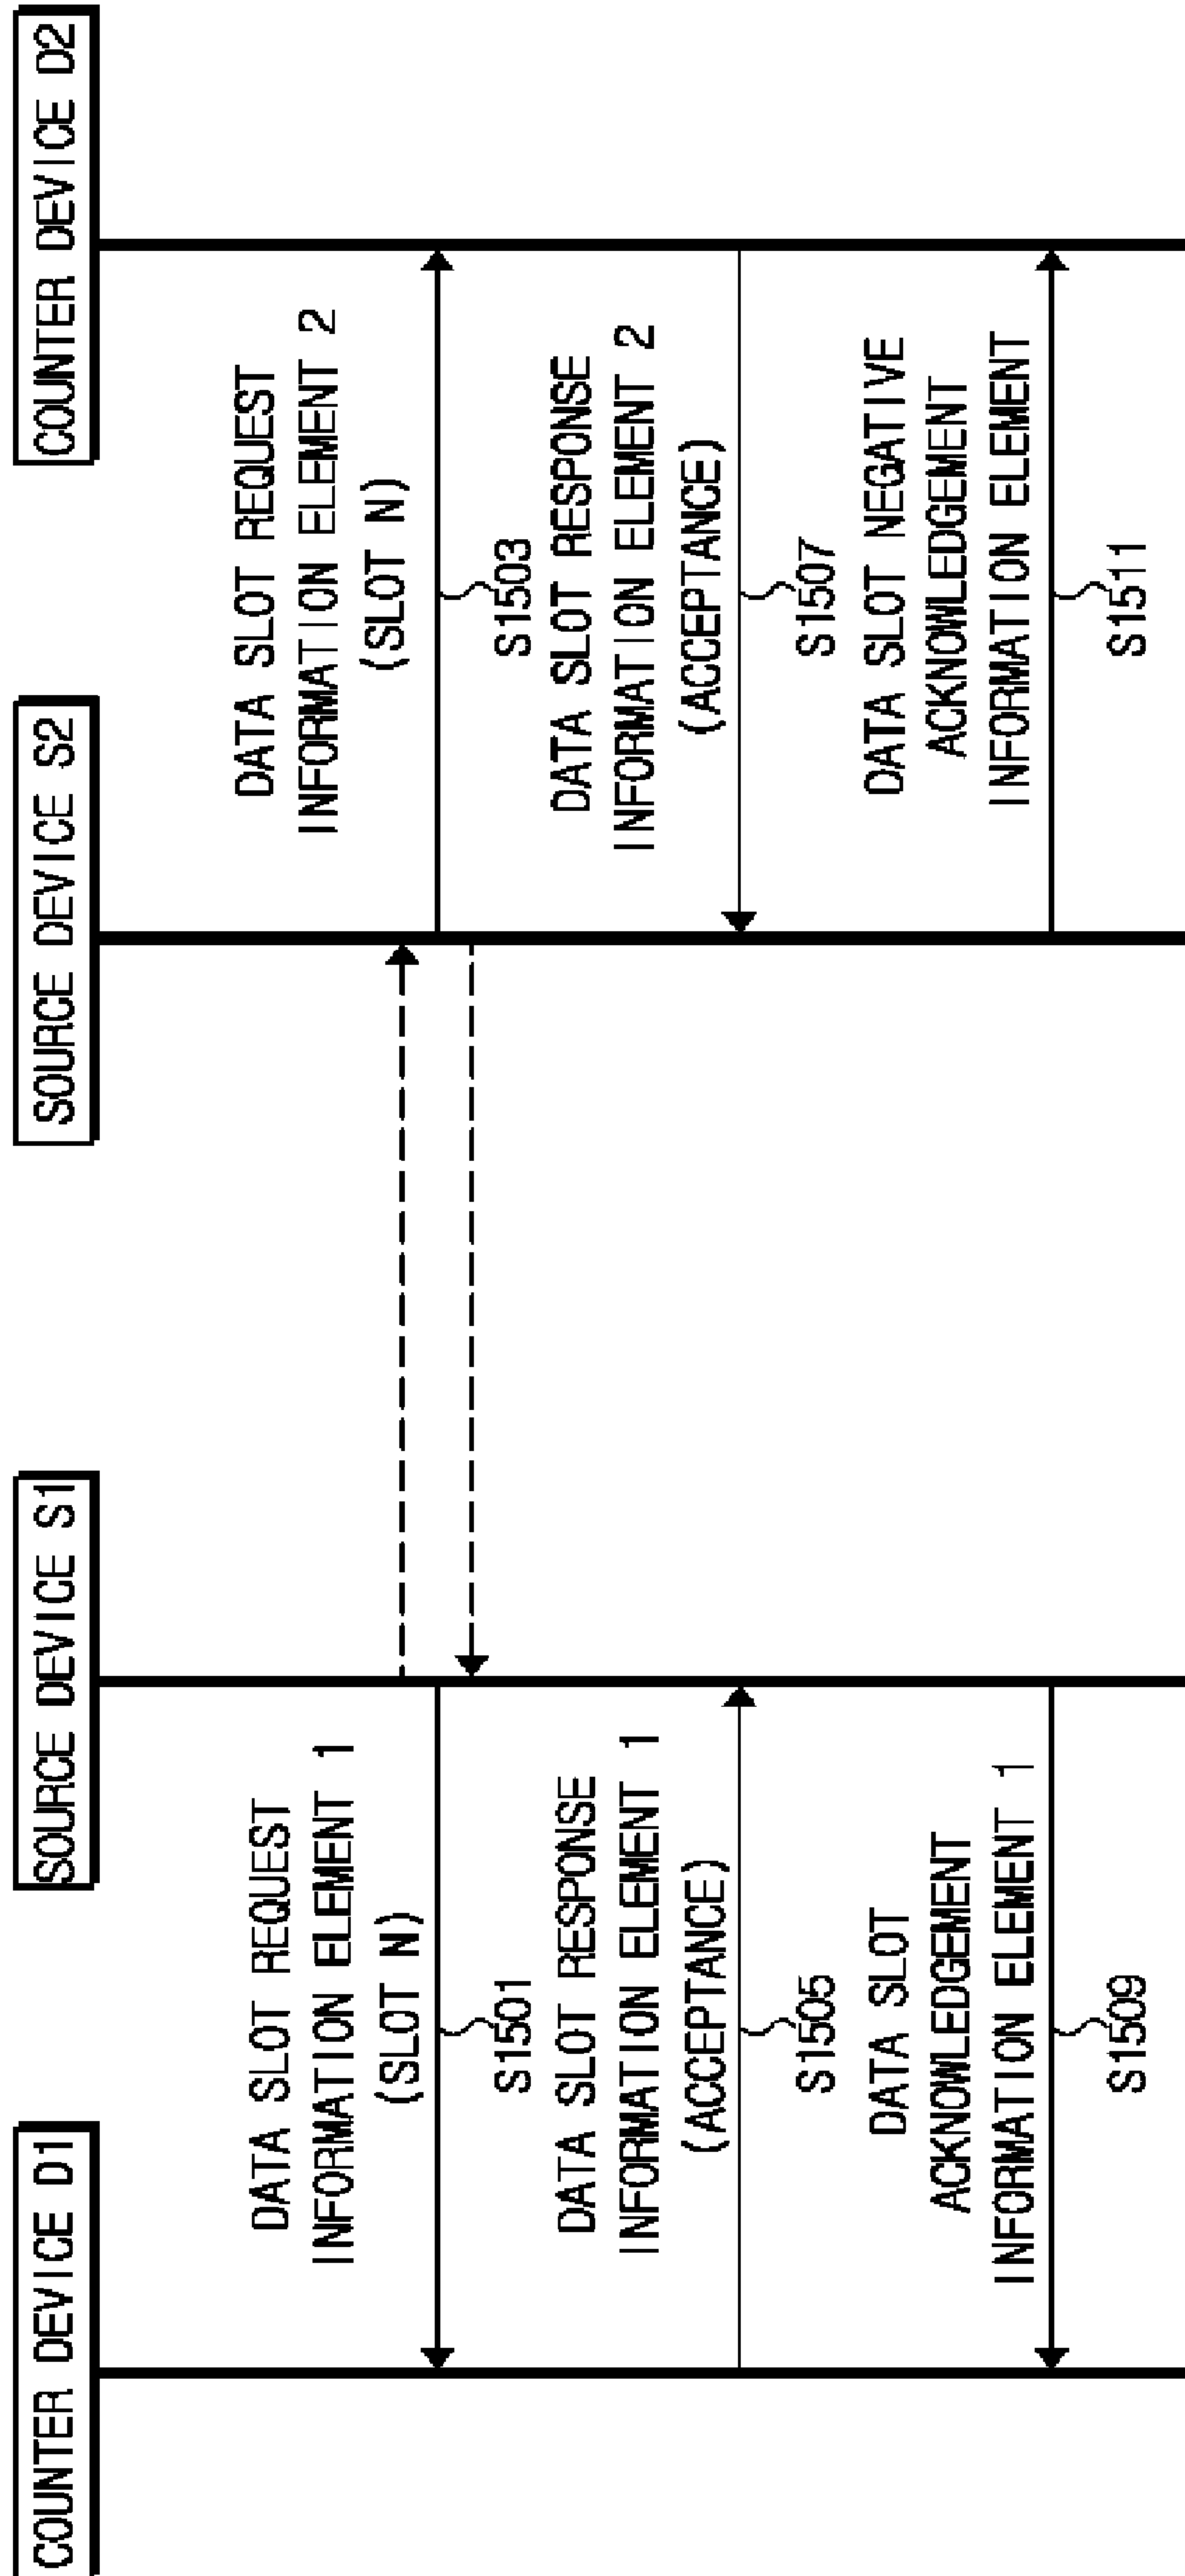 COUNTER DEVICE D1
SOURCE DEVICE S1
SOURCE DEVICE S2
COUNTER DEVICE D2
DATA SLOT REQUEST
INFORMATION ELEMENT 1
(SLOT N)
S1501
DATA SLOT REQUEST
INFORMATION ELEMENT 2
(SLOT N)
S1503
DATA SLOT RESPONSE
INFORMATION ELEMENT 1
(ACCEPTANCE)
S1505
DATA SLOT RESPONSE
INFORMATION ELEMENT 2
(ACCEPTANCE)
S1507
DATA SLOT
ACKNOWLEDGEMENT
INFORMATION ELEMENT 1
S1509
DATA SLOT NEGATIVE
ACKNOWLEDGEMENT
INFORMATION ELEMENT
S1511